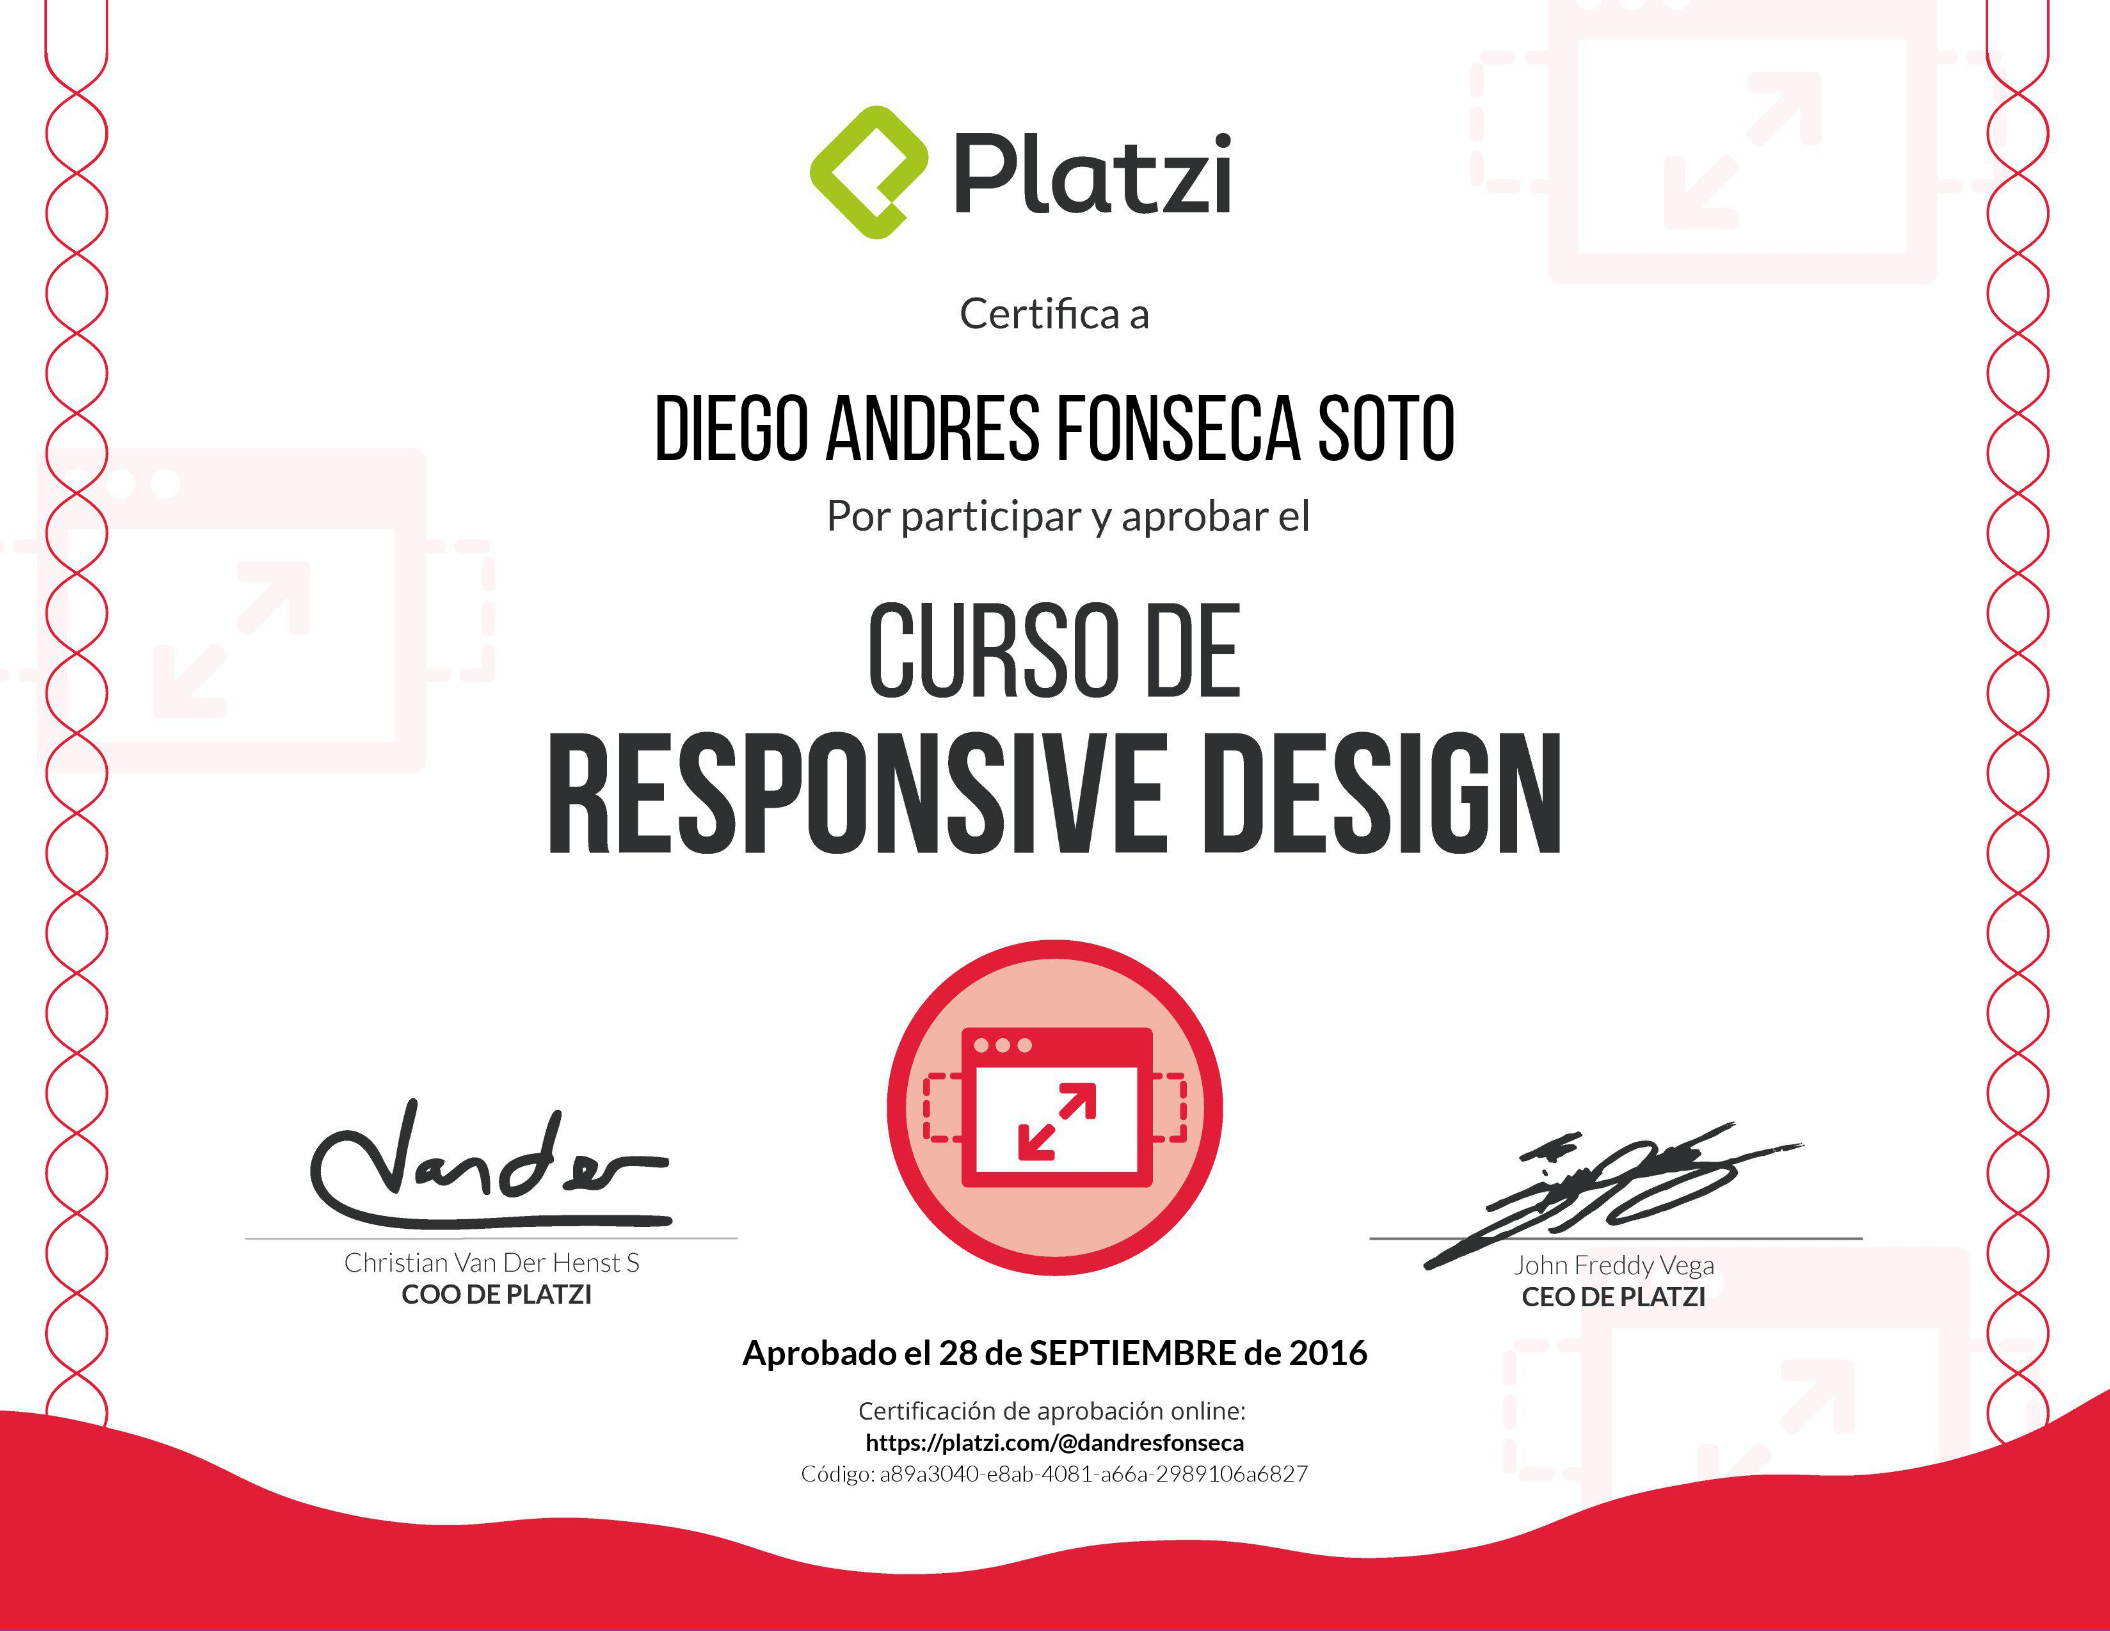 Platzi
Certifica a
DIEGO ANDRES FONSECA SOTO
Por participar y aprobar el
CURSO DE
RESPONSIVE DESIGN
Vander
Christian Van Der Henst S
COO DE PLATZI
John Freddy Vega
CEO DE PLATZI
Aprobado el 28 de SEPTIEMBRE de 2016
Certificación de aprobación online:
https://platzi.com/@dandresfonseca
Código: a89a3040-e8ab-4081-a66a-2989106a6827